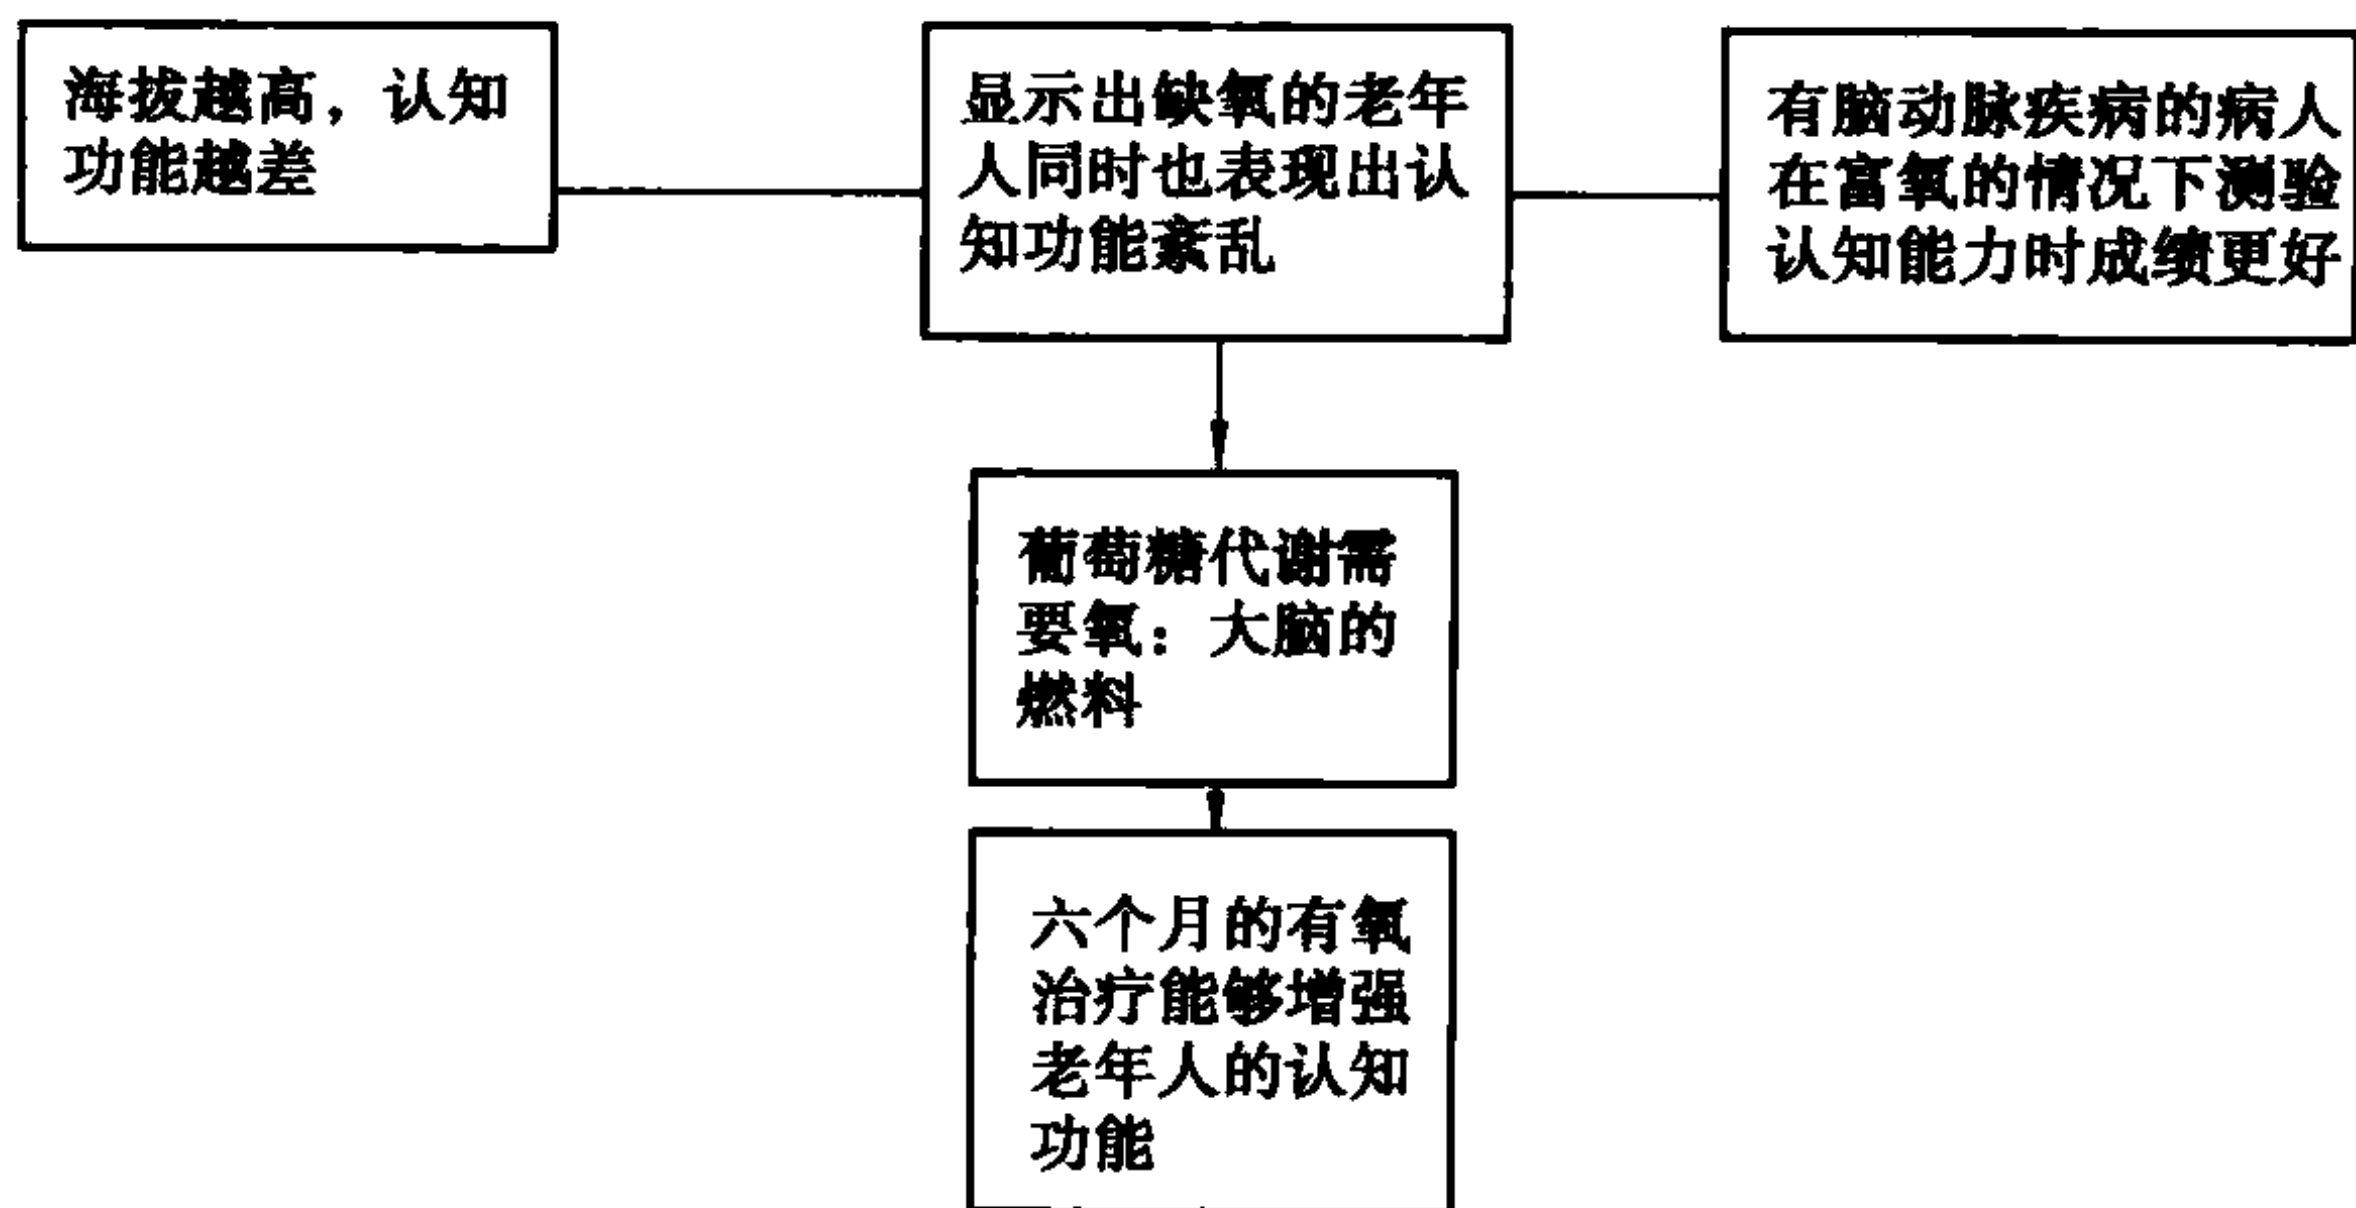 海拔越高，认知
功能越差
显示出缺氧的老年
人同时也表现出认
知功能紊乱
有脑动脉疾病的病人
在富氧的情况下测验
认知能力时成绩更好
葡萄糖代谢需
要氧：大脑的
燃料
六个月的有氧
治疗能够增强
老年人的认知
功能